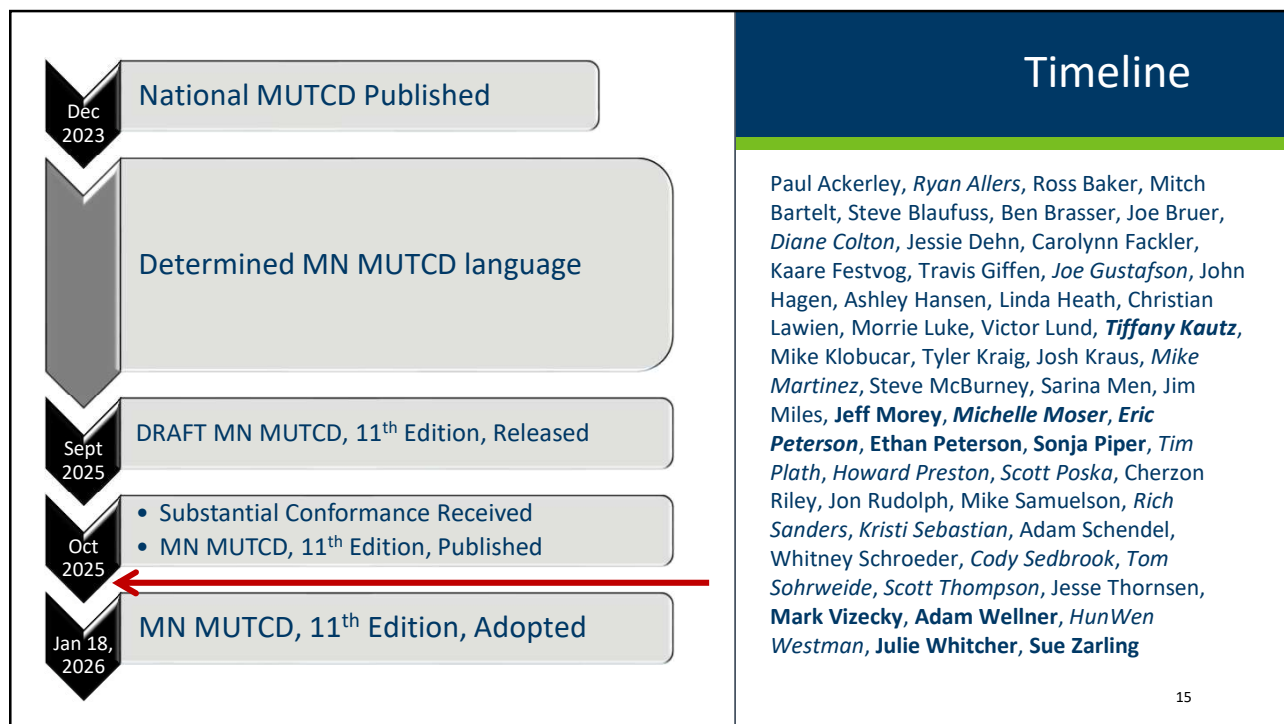 Timeline
Dec
2023
National MUTCD Published
Determined MN MUTCD language
Sept
2025
DRAFT MN MUTCD, 11th Edition, Released
Oct
2025
• Substantial Conformance Received
• MN MUTCD, 11th Edition, Published
Jan 18,
2026
MN MUTCD, 11th Edition, Adopted
Paul Ackerley, Ryan Allers, Ross Baker, Mitch
Bartelt, Steve Blaufuss, Ben Brasser, Joe Bruer,
Diane Colton, Jessie Dehn, Carolynn Fackler,
Kaare Festvog, Travis Giffen, Joe Gustafson, John
Hagen, Ashley Hansen, Linda Heath, Christian
Lawien, Morrie Luke, Victor Lund, Tiffany Kautz,
Mike Klobucar, Tyler Kraig, Josh Kraus, Mike
Martinez, Steve McBurney, Sarina Men, Jim
Miles, Jeff Morey, Michelle Moser, Eric
Peterson, Ethan Peterson, Sonja Piper, Tim
Plath, Howard Preston, Scott Poska, Cherzon
Riley, Jon Rudolph, Mike Samuelson, Rich
Sanders, Kristi Sebastian, Adam Schendel,
Whitney Schroeder, Cody Sedbrook, Tom
Sohrweide, Scott Thompson, Jesse Thornsen,
Mark Vizecky, Adam Wellner, HunWen
Westman, Julie Whitcher, Sue Zarling
15